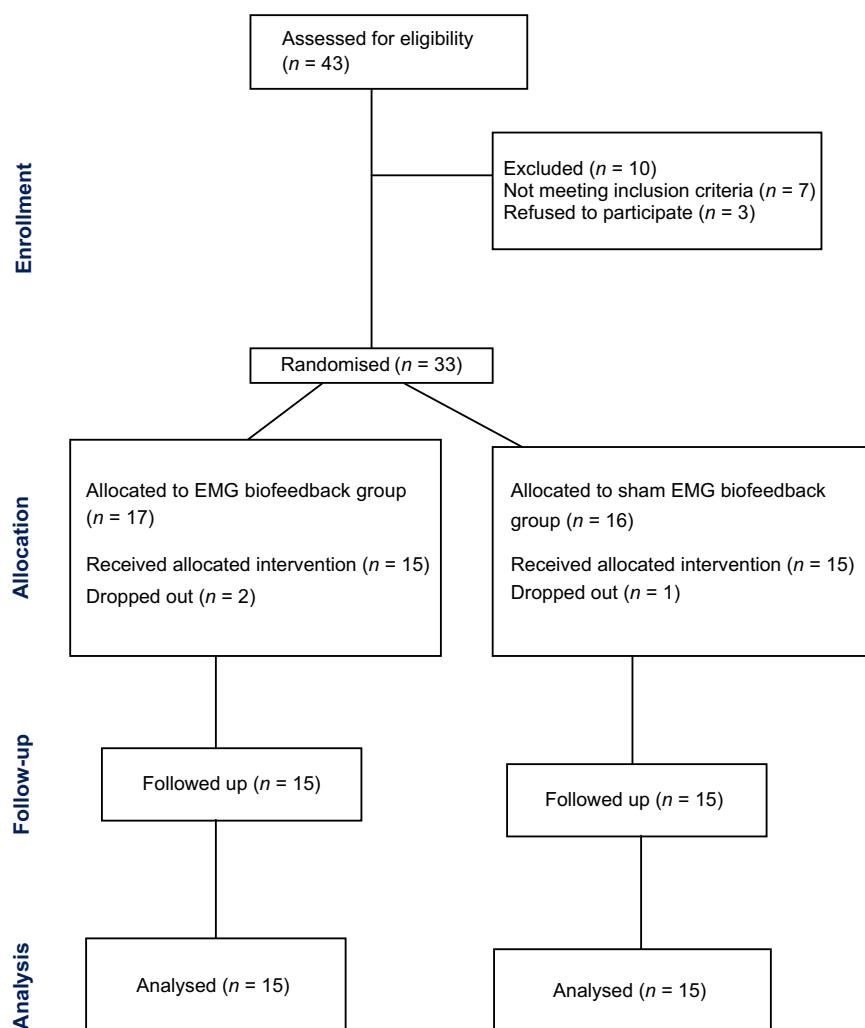 Assessed for eligibility
(n = 43)
Enrollment
Excluded (n = 10)
Not meeting inclusion criteria (n = 7)
Refused to participate (n = 3)
Randomised (n = 33)
Allocation
Allocated to EMG biofeedback group
(n = 17)
Received allocated intervention (n = 15)
Dropped out (n = 2)
Allocated to sham EMG biofeedback
group (n = 16)
Received allocated intervention (n = 15)
Dropped out (n = 1)
Follow-up
Followed up (n = 15)
Followed up (n = 15)
Analysis
Analysed (n = 15)
Analysed (n = 15)